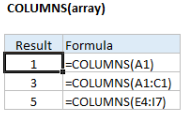 COLUMNS(array)
Result Formula
1 =COLUMNS(A1)
3 =COLUMNS(A1:C1)
5 =COLUMNS(E4:I7)